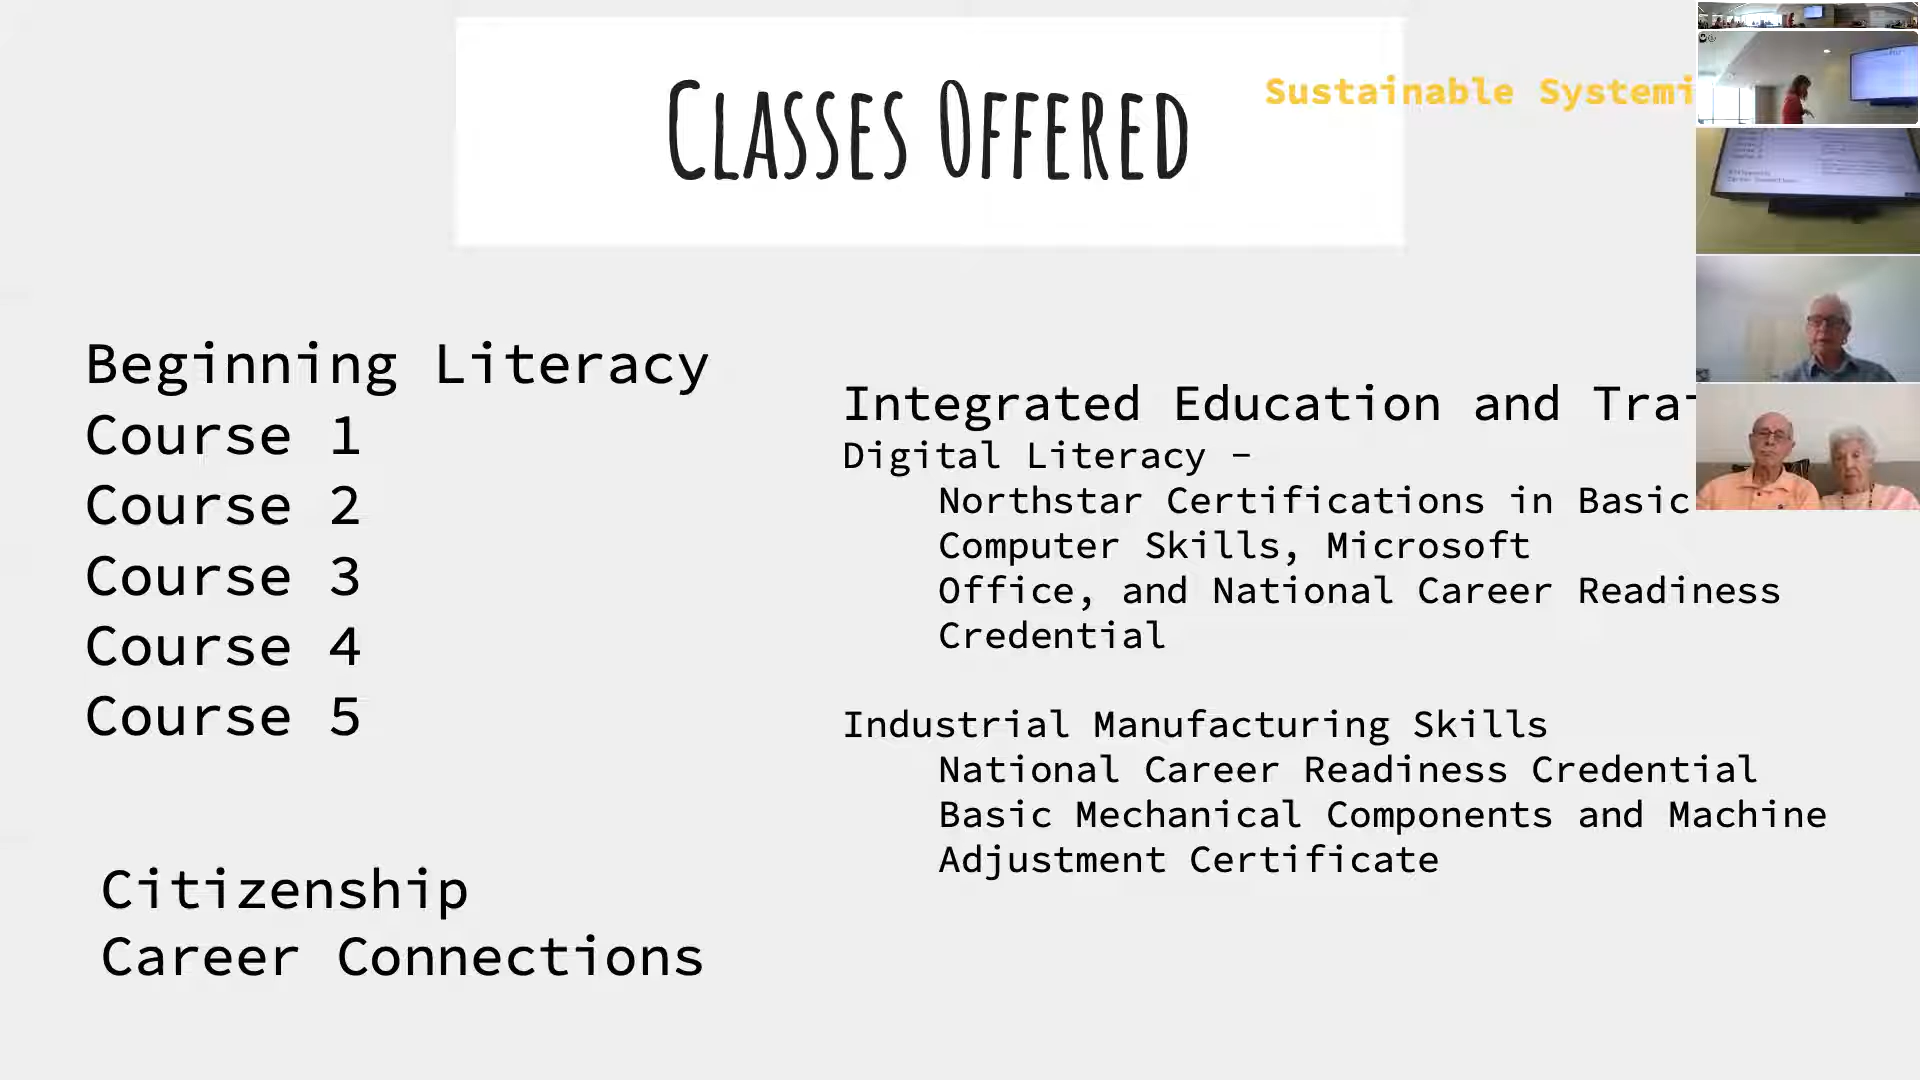 Classes Offered
Sustainable Systemi
Beginning Literacy
Course 1
Course 2
Course 3
Course 4
Course 5
Citizenship
Career Connections
Integrated Education and Tra
Digital Literacy –
Northstar Certifications in Basic
Computer Skills, Microsoft
Office, and National Career Readiness
Credential
Industrial Manufacturing Skills
National Career Readiness Credential
Basic Mechanical Components and Machine
Adjustment Certificate